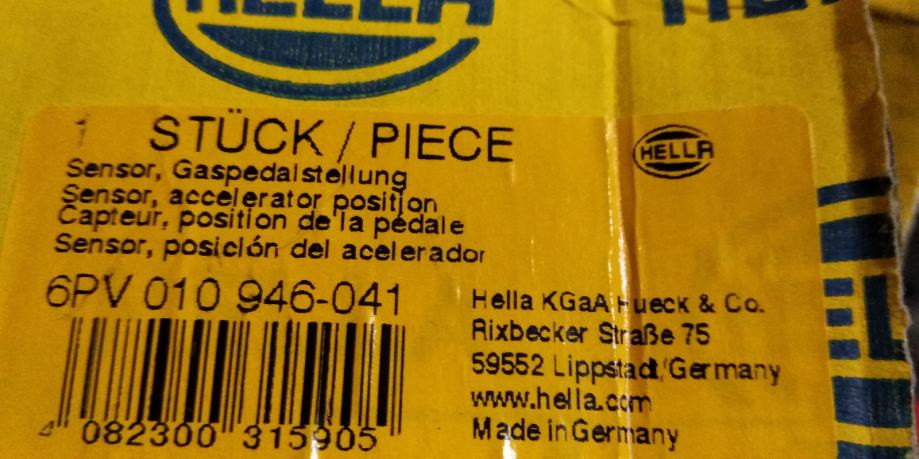 HELLA
1 STÜCK / PIECE
HELLA
Sensor, Gaspedalstellung
Sensor, accelerator position
Capteur, position de la pédale
Sensor, posición del acelerador
6PV 010 946-041
4 082300 315905
Hella KGaA Hueck & Co.
Rixbecker Straße 75
59552 Lippstadt/Germany
www.hella.com
Made in Germany